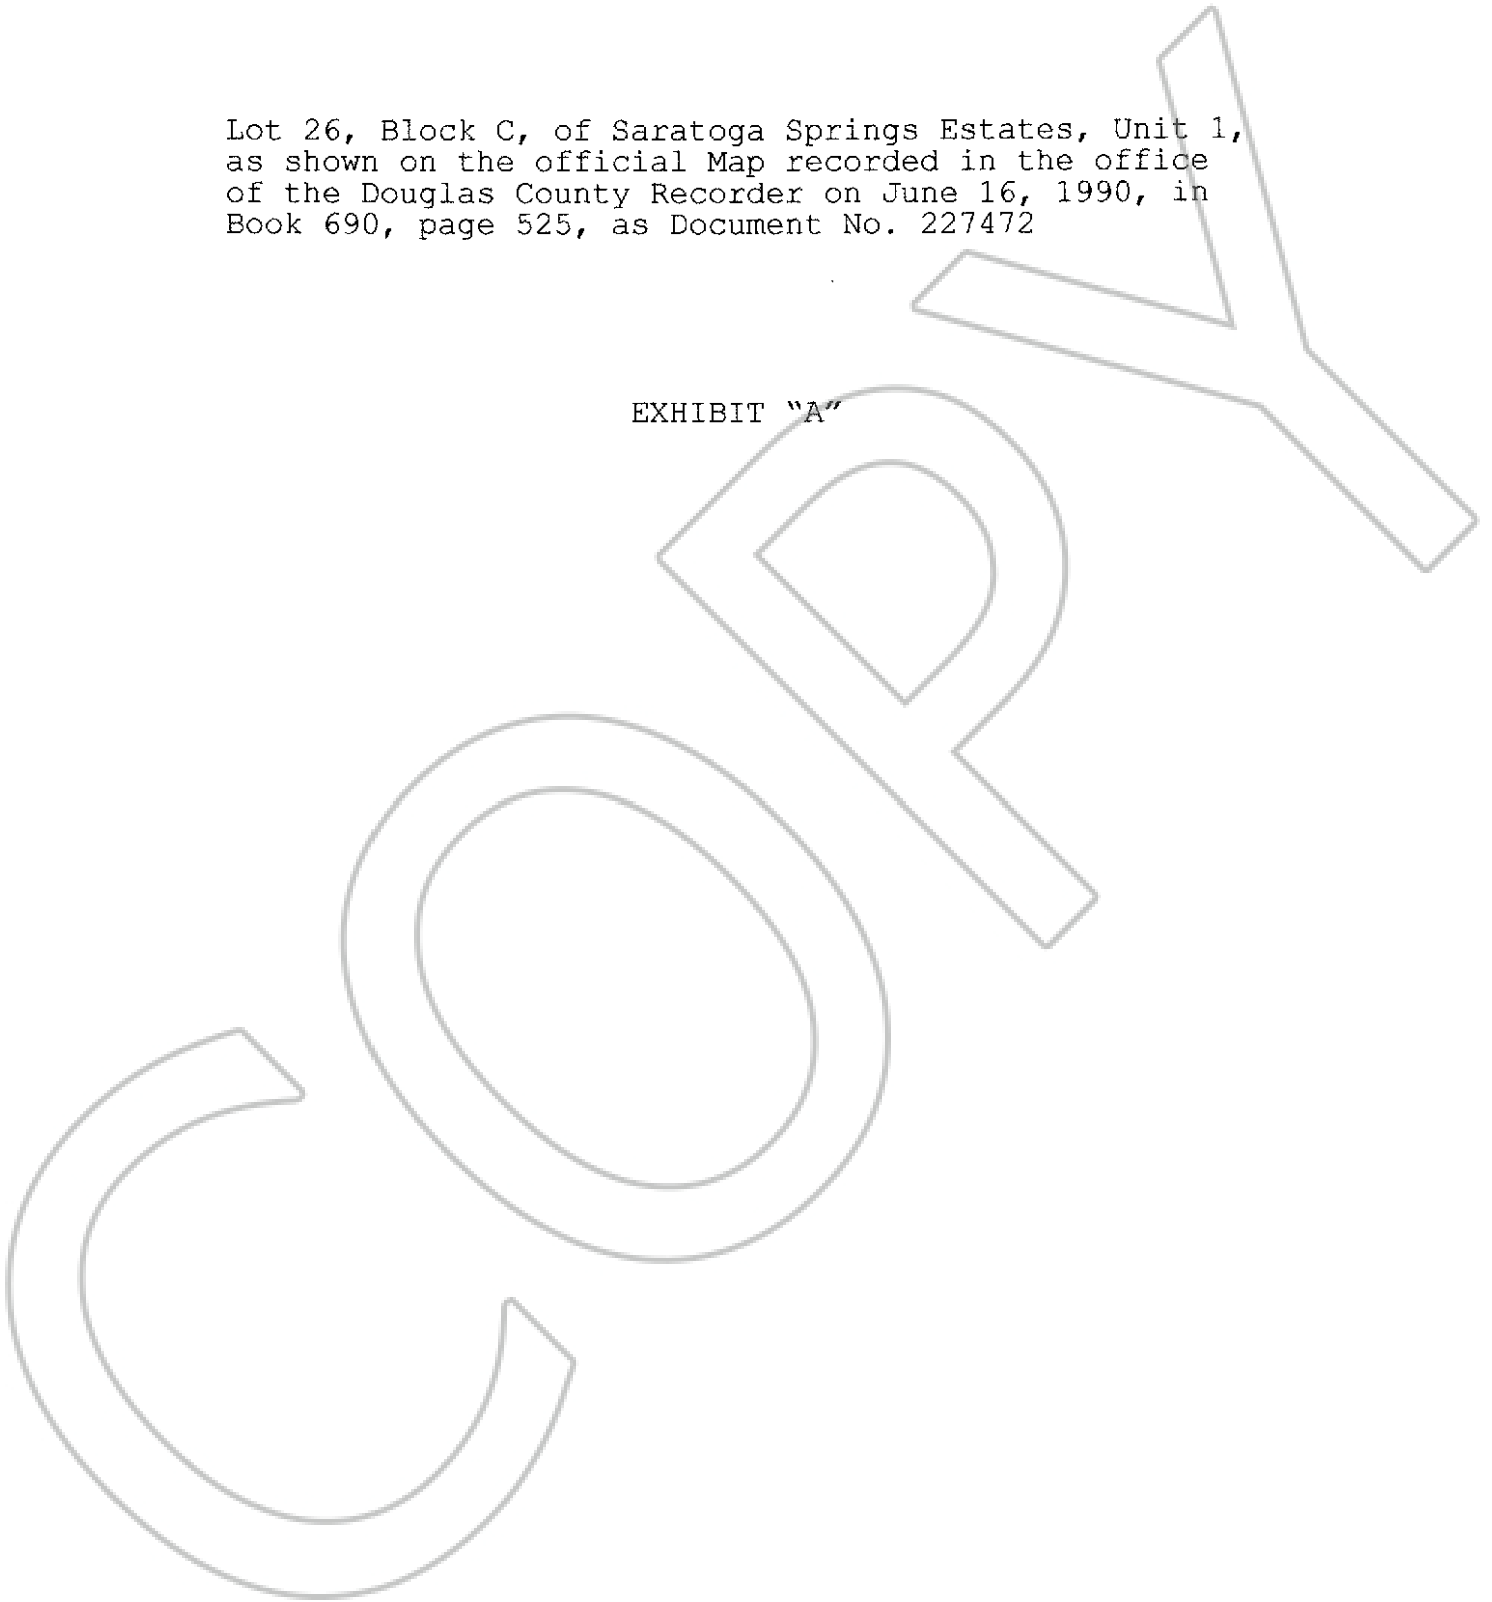 Lot 26, Block C, of Saratoga Springs Estates, Unit 1,
as shown on the official Map recorded in the office
of the Douglas County Recorder on June 16, 1990, in
Book 690, page 525, as Document No. 227472
EXHIBIT "A"
COPY